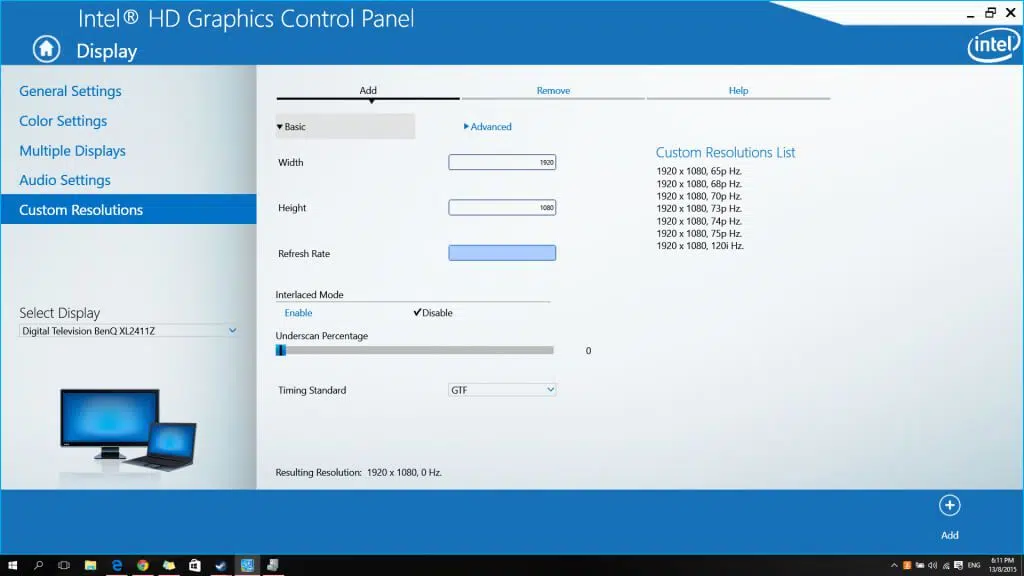 Intel® HD Graphics Control Panel
Display
intel
General Settings
Color Settings
Multiple Displays
Audio Settings
Custom Resolutions
Select Display
Digital Television BenQ XL2411Z
Add
Remove
Help
Basic
Advanced
Width
1920
Height
1080
Refresh Rate
Interlaced Mode
Enable
Disable
Underscan Percentage
0
Timing Standard
GTF
Resulting Resolution: 1920 x 1080, 0 Hz.
Custom Resolutions List
1920 x 1080, 65p Hz.
1920 x 1080, 68p Hz.
1920 x 1080, 70p Hz.
1920 x 1080, 73p Hz.
1920 x 1080, 74p Hz.
1920 x 1080, 75p Hz.
1920 x 1080, 120i Hz.
Add
ENG
6:11 PM
13/8/2015